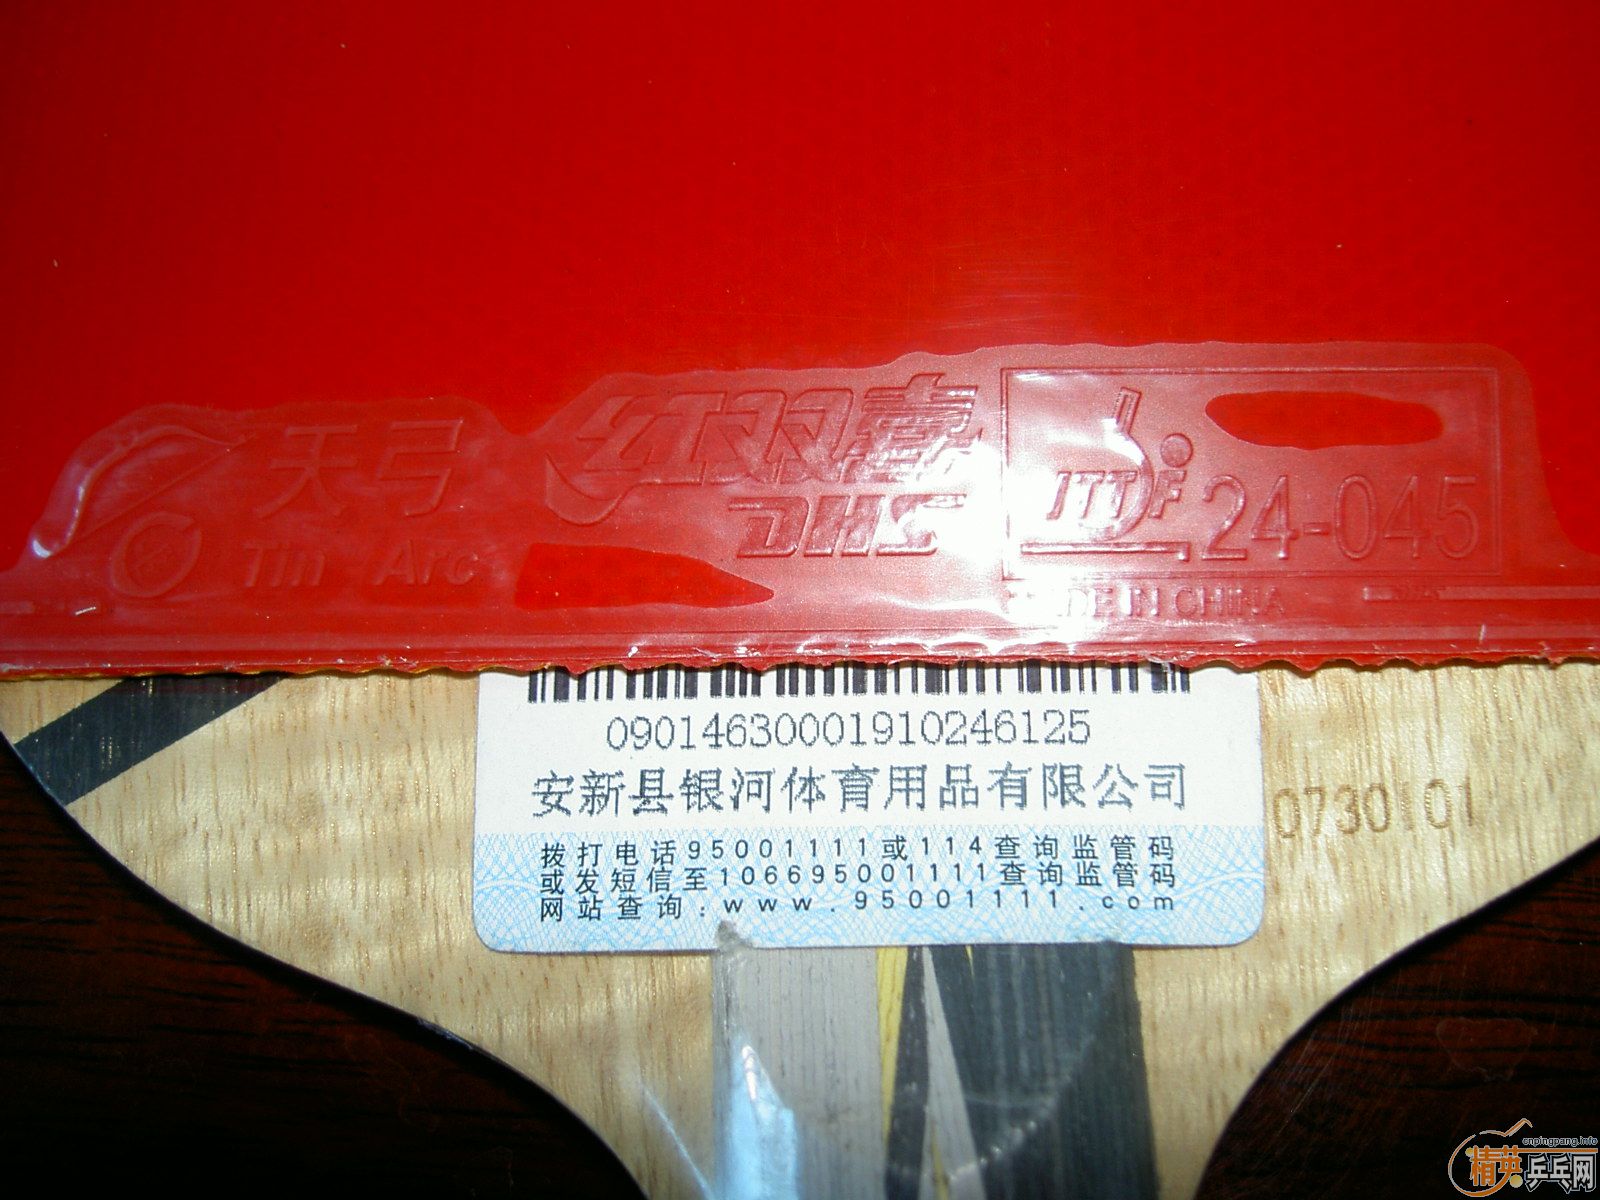 天弓
Tin Arc
红双喜
DHS
ITTF
24-045
MADE IN CHINA
09014630001910246125
安新县银河体育用品有限公司
拨打电话95001111或114查询监管码
或发短信至106695001111查询监管码
网站查询:www.95001111.com
0730101
cnpingpang.info
精英乒乓网